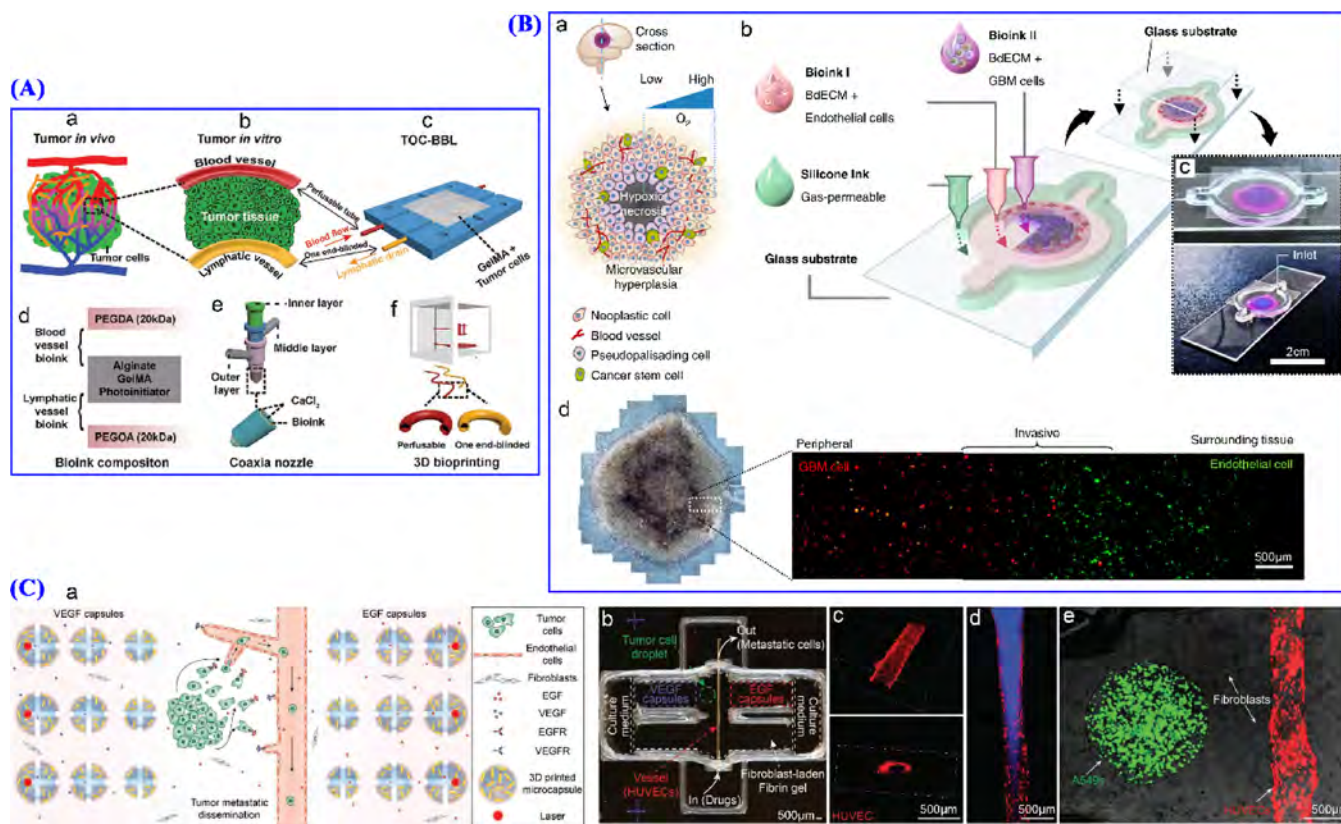 (A)
a
Tumor in vivo
Tumor cells
b
Tumor in vitro
Blood vessel
Tumor tissue
Lymphatic vessel
Perfusable tube
Blood flow
One end-blinded
Lymphatic drain
c
TOC-BBL
GelMA +
Tumor cells
d
Blood
vessel
bioink
Lymphatic
vessel
bioink
PEGDA (20kDa)
Alginate
GelMA
Photoinitiator
PEGOA (20kDa)
Bioink compositon
e
Inner layer
Middle layer
Outer
layer
CaCl2
Bioink
Coaxia nozzle
f
Perfusable
One end-blinded
3D bioprinting
(B)
a
Cross
section
Low
High
O2
Hypoxic
necrosis
Microvascular
hyperplasia
Neoplastic cell
Blood vessel
Pseudopalisading cell
Cancer stem cell
b
Bioink I
BdECM +
Endothelial cells
Bioink II
BdECM +
GBM cells
Silicone Ink
Gas-permeable
Glass substrate
Glass substrate
c
Inlet
2cm
d
Peripheral
Invasivo
Surrounding tissue
GBM cell
Endothelial cell
500μm
(C)
a
VEGF capsules
EGF capsules
Tumor metastatic
dissemination
Tumor
cells
Endothelial
cells
Fibroblasts
EGF
VEGF
EGFR
VEGFR
3D printed
microcapsule
Laser
b
Tumor cell
droplet
Out
(Metastatic cells)
Culture
medium
VEGF
capsules
EGF
capsules
Culture
medium
Vessel
(HUVECs)
In (Drugs)
Fibroblast-laden
Fibrin gel
500μm
c
HUVEC
500μm
d
500μm
e
Fibroblasts
A549s
HUVECs
500μm